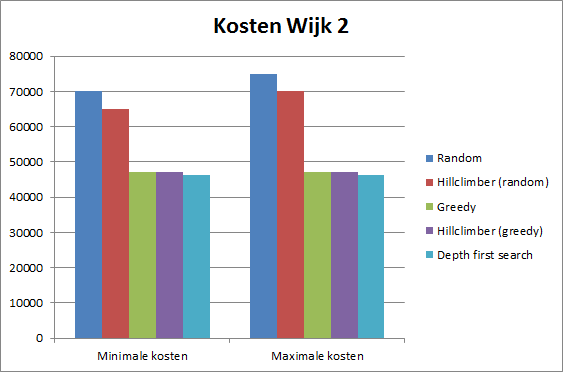 Kosten Wijk 2
80000
70000
60000
50000
40000
30000
20000
10000
0
Minimale kosten
Maximale kosten
Random
Hillclimber (random)
Greedy
Hillclimber (greedy)
Depth first search